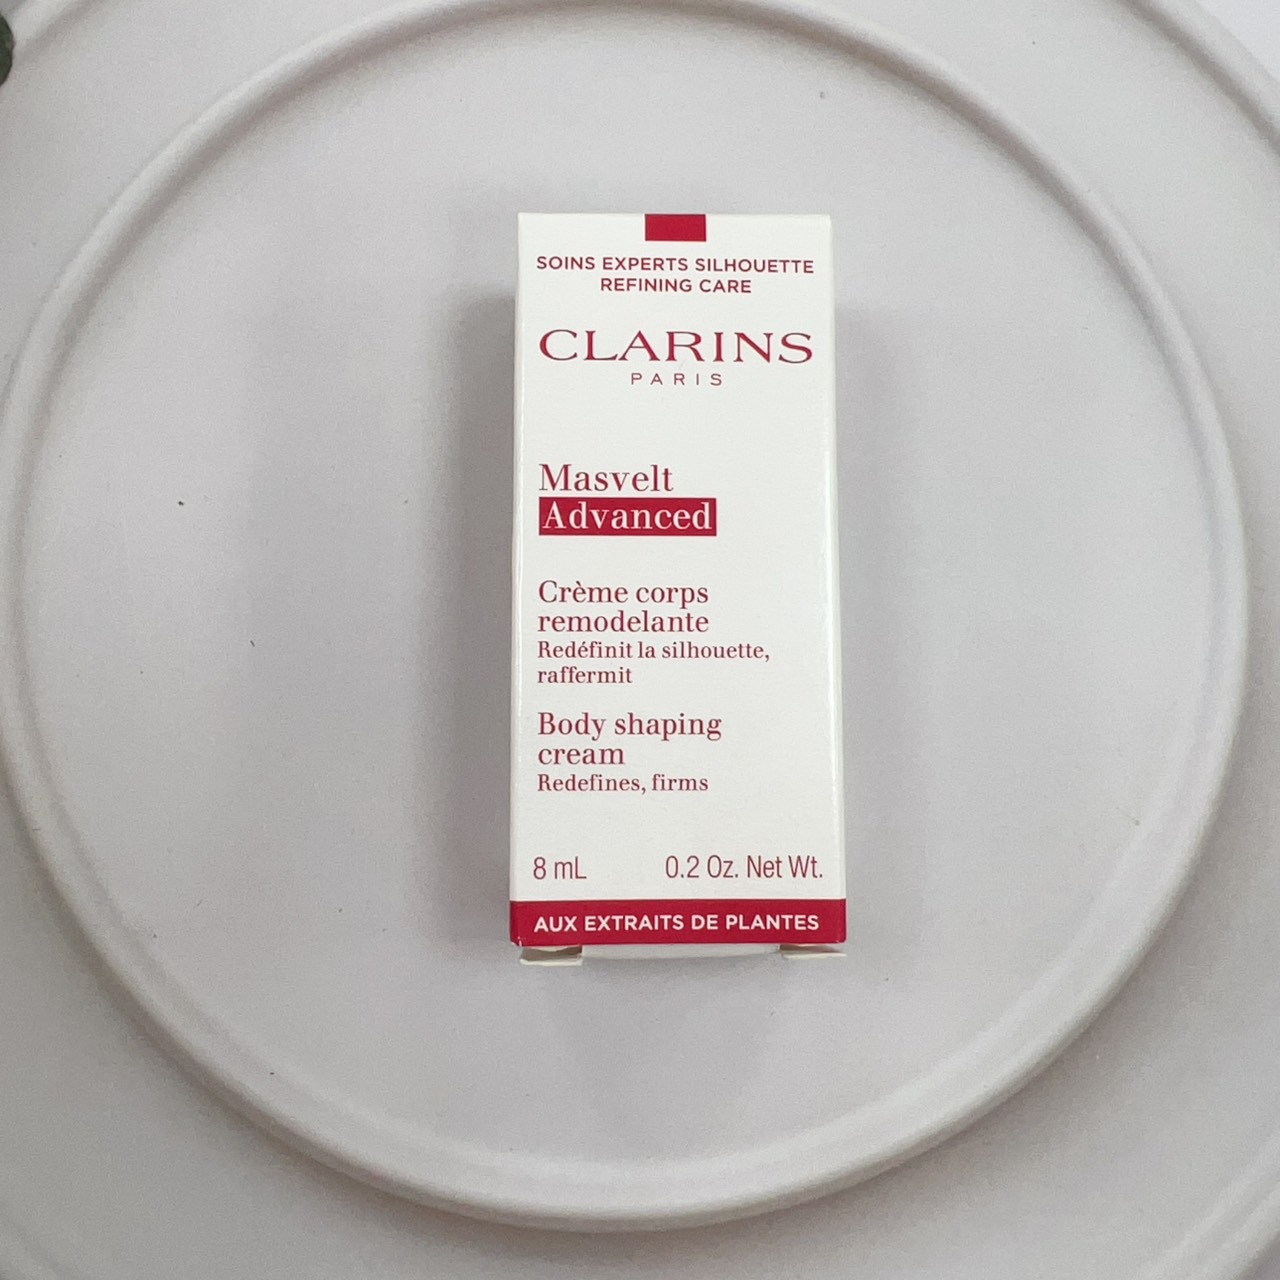 SOINS EXPERTS SILHOUETTE
REFINING CARE
CLARINS
PARIS
Masvelt
Advanced
Crème corps
remodelante
Redéfinit la silhouette,
raffermit
Body shaping
cream
Redefines, firms
8 mL 0.2 Oz. Net Wt.
AUX EXTRAITS DE PLANTES